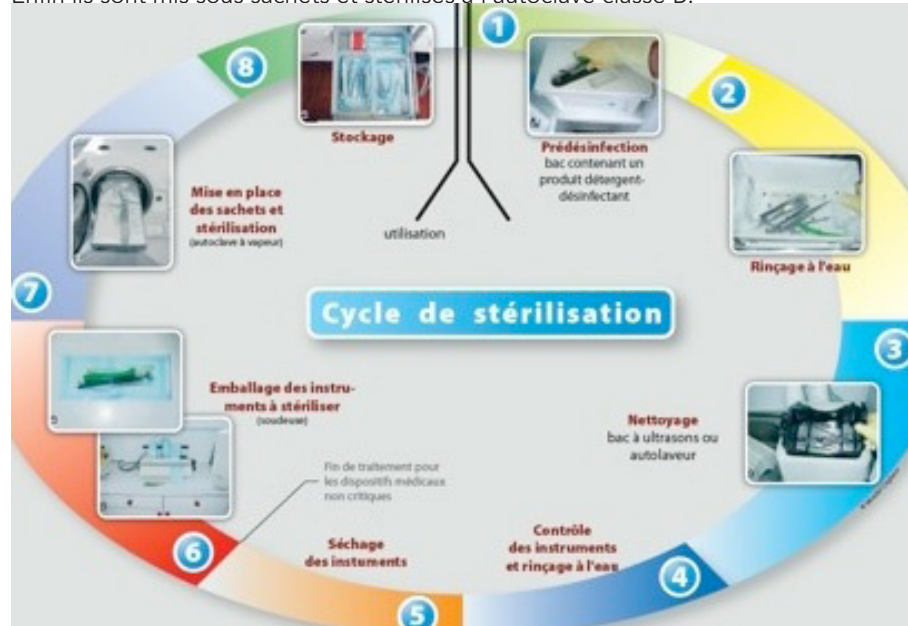 Enfin ils sont mis sous sachets et stérilisés à l'autoclave classe B.
1
Prédésinfection
bac contenant un
produit détergent-
désinfectant
2
Rinçage à l'eau
3
Nettoyage
bac à ultrasons ou
autolaveur
4
Contrôle
des instruments
et rinçage à l'eau
5
Séchage
des instuments
6
Emballage des instru-
ments à stériliser
(soudeuse)
Fin de traitement pour
les dispositifs médicaux
non critiques
7
Mise en place
des sachets et
stérilisation
(autoclave à vapeur)
8
Stockage
utilisation
Cycle de stérilisation